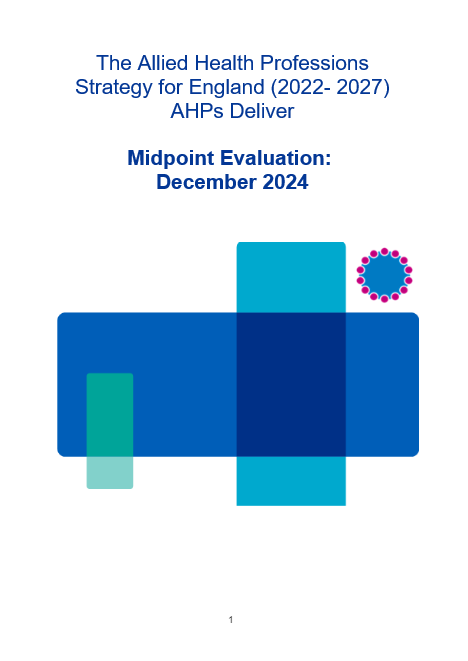 The Allied Health Professions
Strategy for England (2022- 2027)
AHPs Deliver
Midpoint Evaluation:
December 2024
1